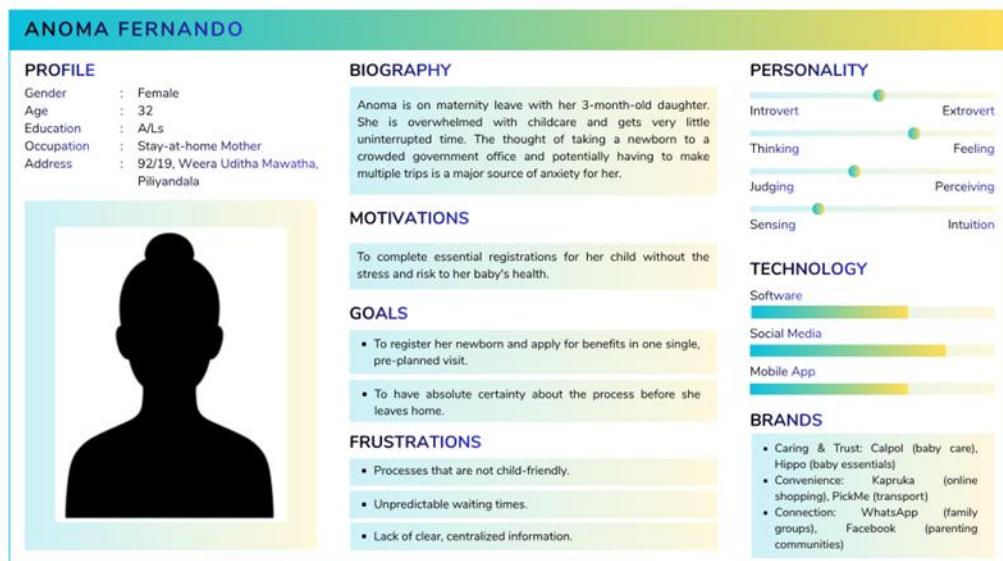 ANOMA FERNANDO
PROFILE
Gender : Female
Age : 32
Education : A/Ls
Occupation : Stay-at-home Mother
Address : 92/19, Weera Uditha Mawatha,
Piliyandala
BIOGRAPHY
Anoma is on maternity leave with her 3-month-old daughter.
She is overwhelmed with childcare and gets very little
uninterrupted time. The thought of taking a newborn to a
crowded government office and potentially having to make
multiple trips is a major source of anxiety for her.
MOTIVATIONS
To complete essential registrations for her child without the
stress and risk to her baby's health.
GOALS
• To register her newborn and apply for benefits in one single,
pre-planned visit.
• To have absolute certainty about the process before she
leaves home.
FRUSTRATIONS
• Processes that are not child-friendly.
• Unpredictable waiting times.
• Lack of clear, centralized information.
PERSONALITY
Introvert Extrovert
Thinking Feeling
Judging Perceiving
Sensing Intuition
TECHNOLOGY
Software
Social Media
Mobile App
BRANDS
• Caring & Trust: Calpol (baby care),
Hippo (baby essentials)
• Convenience: Kapruka (online
shopping), PickMe (transport)
• Connection: WhatsApp (family
groups), Facebook (parenting
communities)